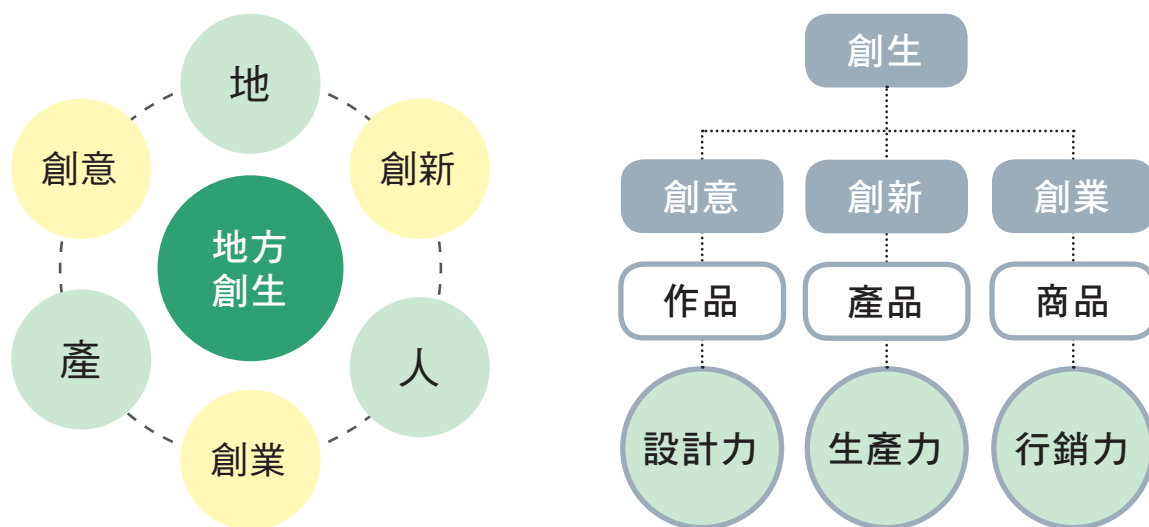 地
創意
創新
地方
創生
產
人
創業
創生
創意
創新
創業
作品
產品
商品
設計力
生產力
行銷力